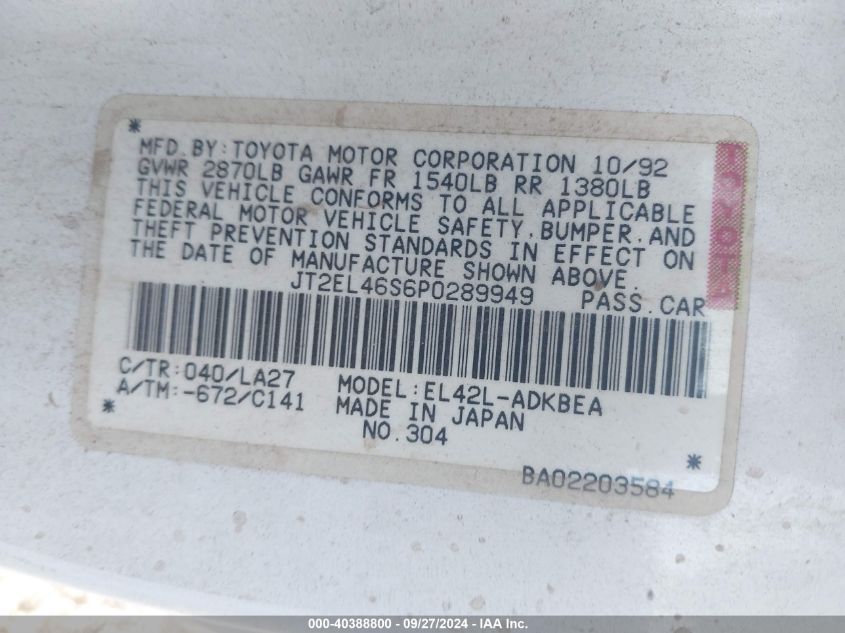 MFD.BY:TOYOTA MOTOR CORPORATION 10/92
GVWR 2870LB GAWR FR 1540LB RR 1380LB
THIS VEHICLE CONFORMS TO ALL APPLICABLE
FEDERAL MOTOR VEHICLE SAFETY,BUMPER,AND
THEFT PREVENTION STANDARDS IN EFFECT ON
THE DATE OF MANUFACTURE SHOWN ABOVE.
JT2EL46S6P0289949 PASS.CAR
TOYOTA
C/TR:040/LA27 MODEL:EL42L-ADKBEA
A/TM:-672/C141 MADE IN JAPAN
NO.304
BA02203584
000-40388800 - 09/27/2024 - IAA Inc.